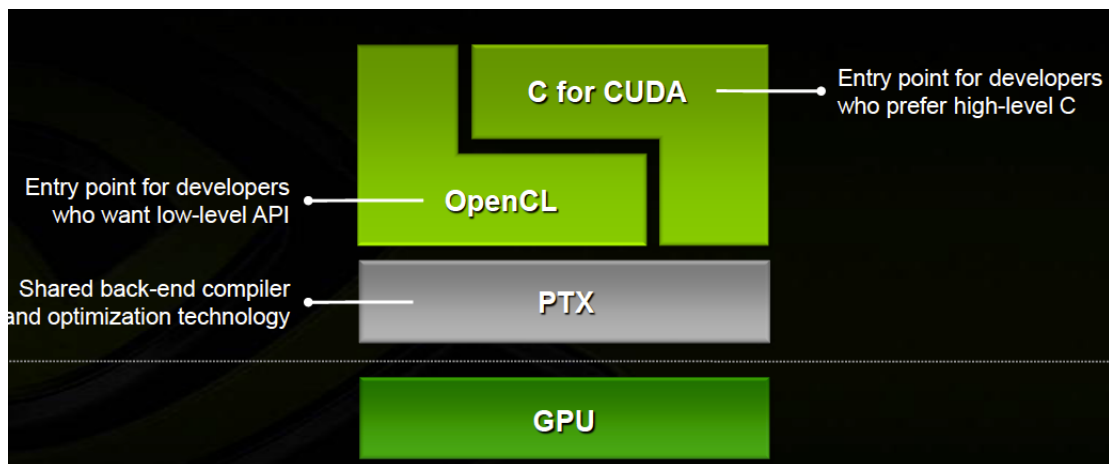 C for CUDA
Entry point for developers
who prefer high-level C
Entry point for developers
who want low-level API
OpenCL
Shared back-end compiler
and optimization technology
PTX
GPU